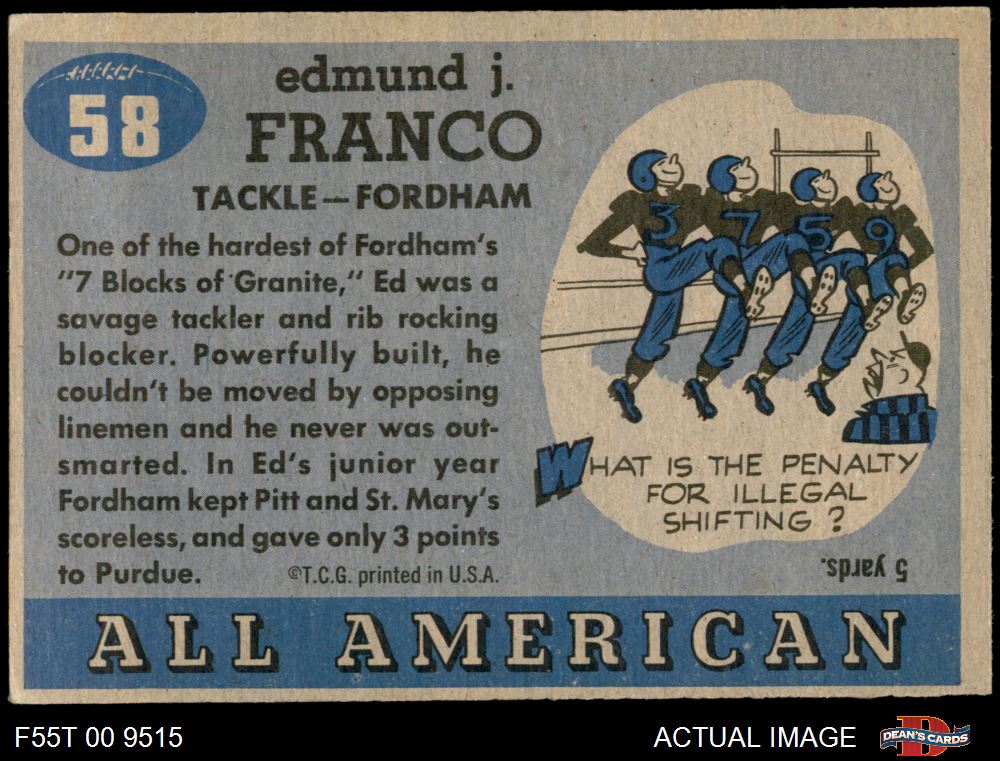 58
edmund j.
FRANCO
TACKLE—FORDHAM
One of the hardest of Fordham's
"7 Blocks of Granite," Ed was a
savage tackler and rib rocking
blocker. Powerfully built, he
couldn't be moved by opposing
linemen and he never was out-
smarted. In Ed's junior year
Fordham kept Pitt and St. Mary's
scoreless, and gave only 3 points
to Purdue.
©T.C.G. printed in U.S.A.
3 7 5 9
WHAT IS THE PENALTY
FOR ILLEGAL
SHIFTING?
5 yards.
ALL AMERICAN
F55T 00 9515
ACTUAL IMAGE
D
DEAN'S CARDS